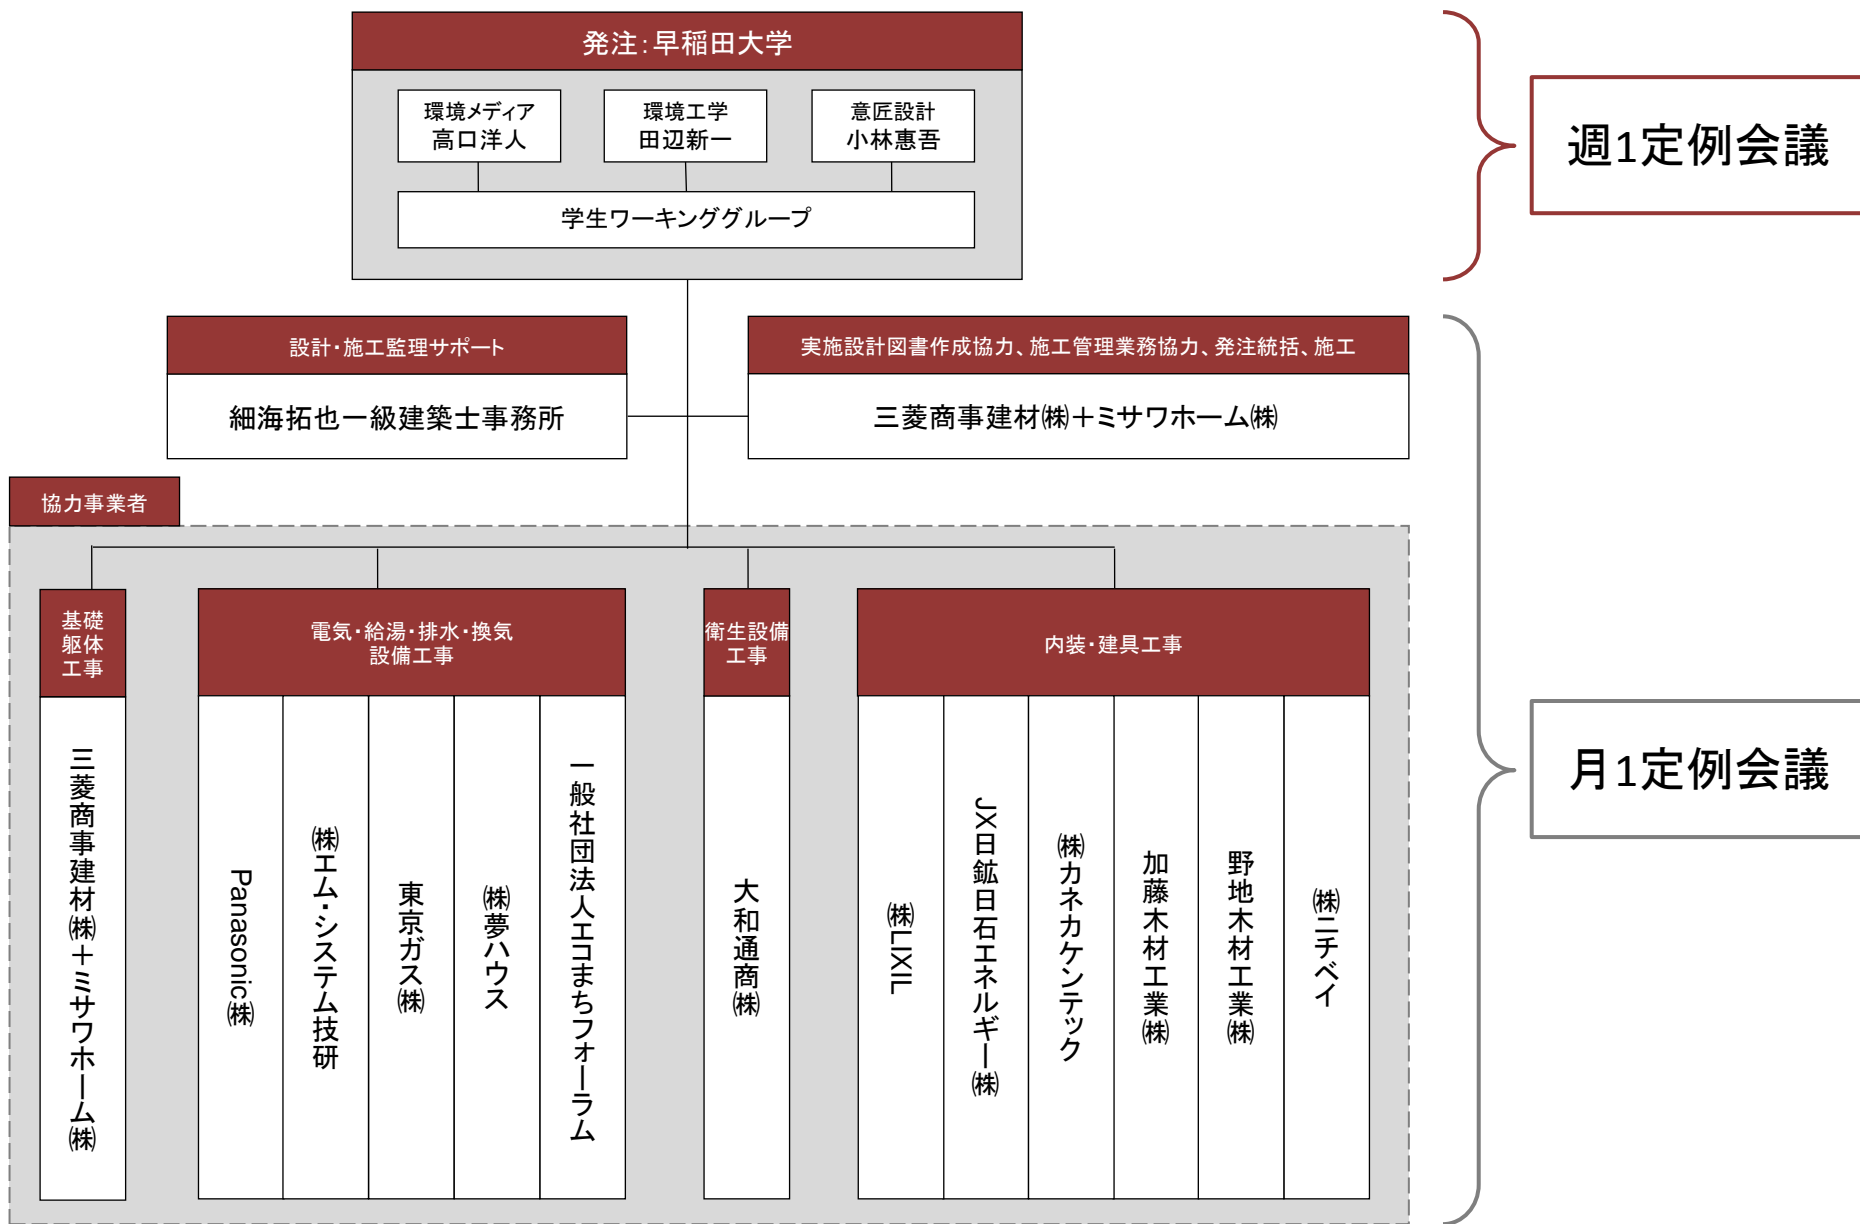 発注：早稲田大学
環境メディア
高口洋人
環境工学
田辺新一
意匠設計
小林恵吾
学生ワーキンググループ
週1定例会議
設計・施工監理サポート
細海拓也一級建築士事務所
実施設計図書作成協力、施工管理業務協力、発注統括、施工
三菱商事建材㈱＋ミサワホーム㈱
協力事業者
基礎
躯体
工事
三菱商事建材㈱＋ミサワホーム㈱
電気・給湯・排水・換気
設備工事
Panasonic㈱
㈱エム・システム技研
東京ガス㈱
㈱夢ハウス
一般社団法人エコまちフォーラム
衛生設備
工事
大和通商㈱
内装・建具工事
㈱LIXIL
JX日鉱日石エネルギー㈱
㈱カネカケンテック
加藤木材工業㈱
野地木材工業㈱
㈱ニチベイ
月1定例会議